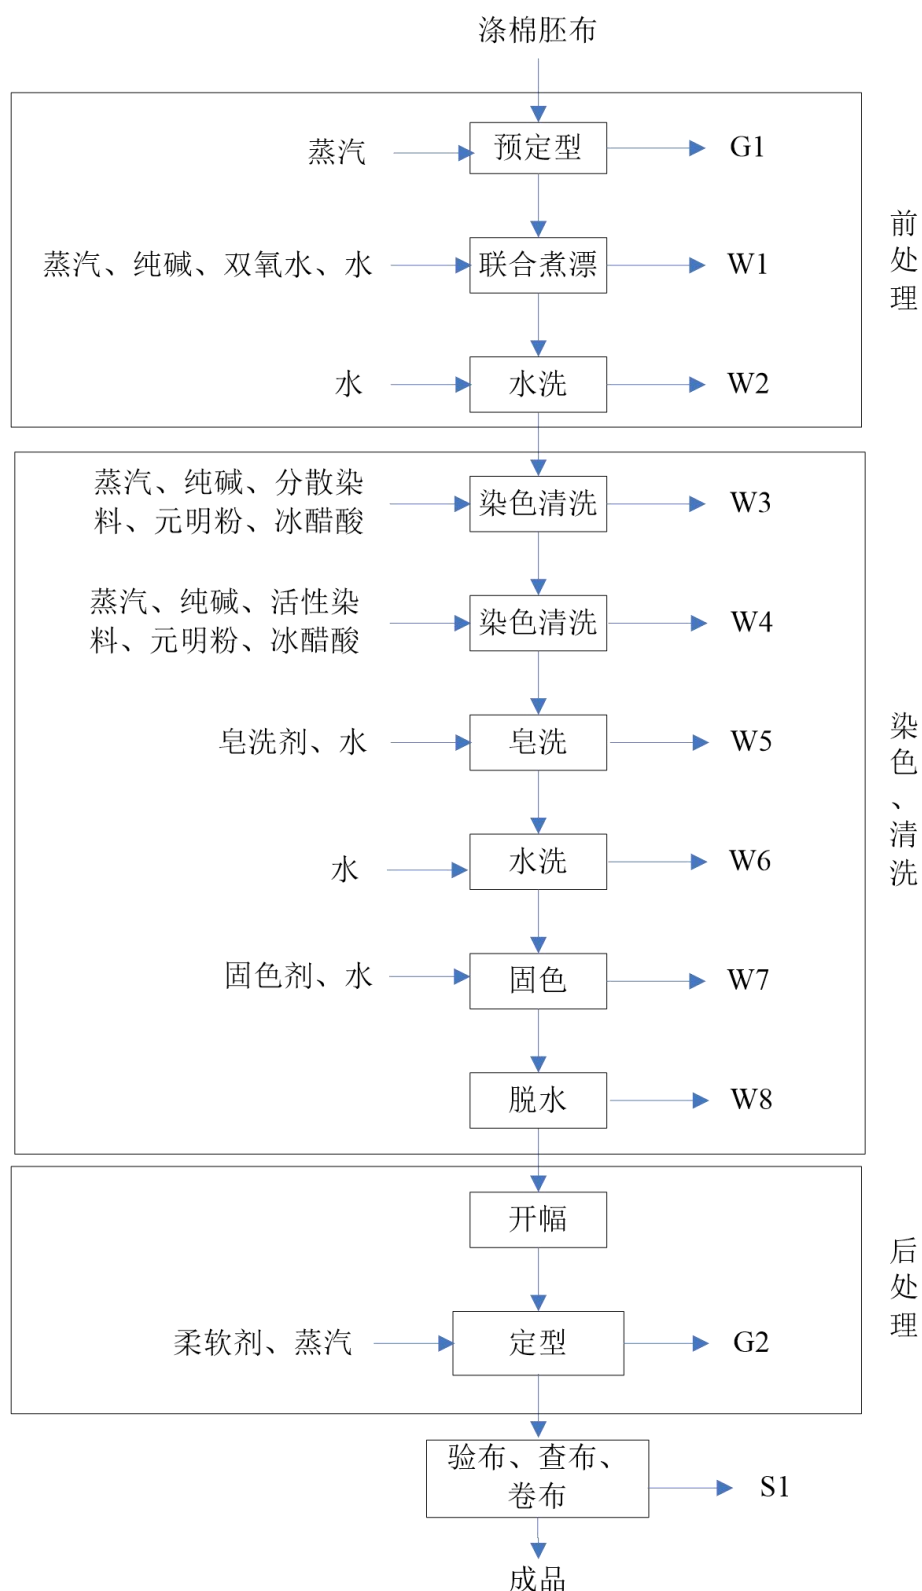 涤棉胚布
蒸汽
预定型
G1
蒸汽、纯碱、双氧水、水
联合煮漂
W1
水
水洗
W2
前处理
蒸汽、纯碱、分散染
料、元明粉、冰醋酸
染色清洗
W3
蒸汽、纯碱、活性染
料、元明粉、冰醋酸
染色清洗
W4
皂洗剂、水
皂洗
W5
水
水洗
W6
固色剂、水
固色
W7
脱水
W8
染色、清洗
开幅
柔软剂、蒸汽
定型
G2
后处理
验布、查布、
卷布
S1
成品